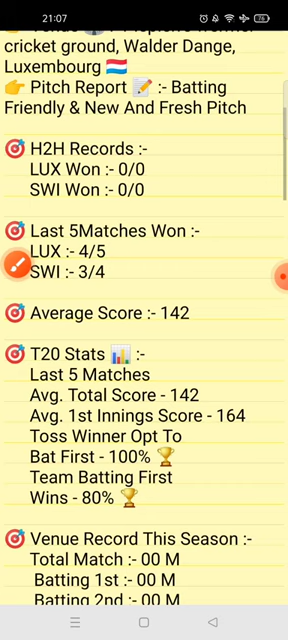 21:07
76
cricket ground, Walder Dange,
Luxembourg 🇱🇺
👉 Pitch Report 📝 :- Batting
Friendly & New And Fresh Pitch
🎯 H2H Records :-
LUX Won :- 0/0
SWI Won :- 0/0
🎯 Last 5Matches Won :-
LUX :- 4/5
SWI :- 3/4
🎯 Average Score :- 142
🎯 T20 Stats 📊 :-
Last 5 Matches
Avg. Total Score - 142
Avg. 1st Innings Score - 164
Toss Winner Opt To
Bat First - 100% 🏆
Team Batting First
Wins - 80% 🏆
🎯 Venue Record This Season :-
Total Match :- 00 M
Batting 1st :- 00 M
Batting 2nd :- 00 M